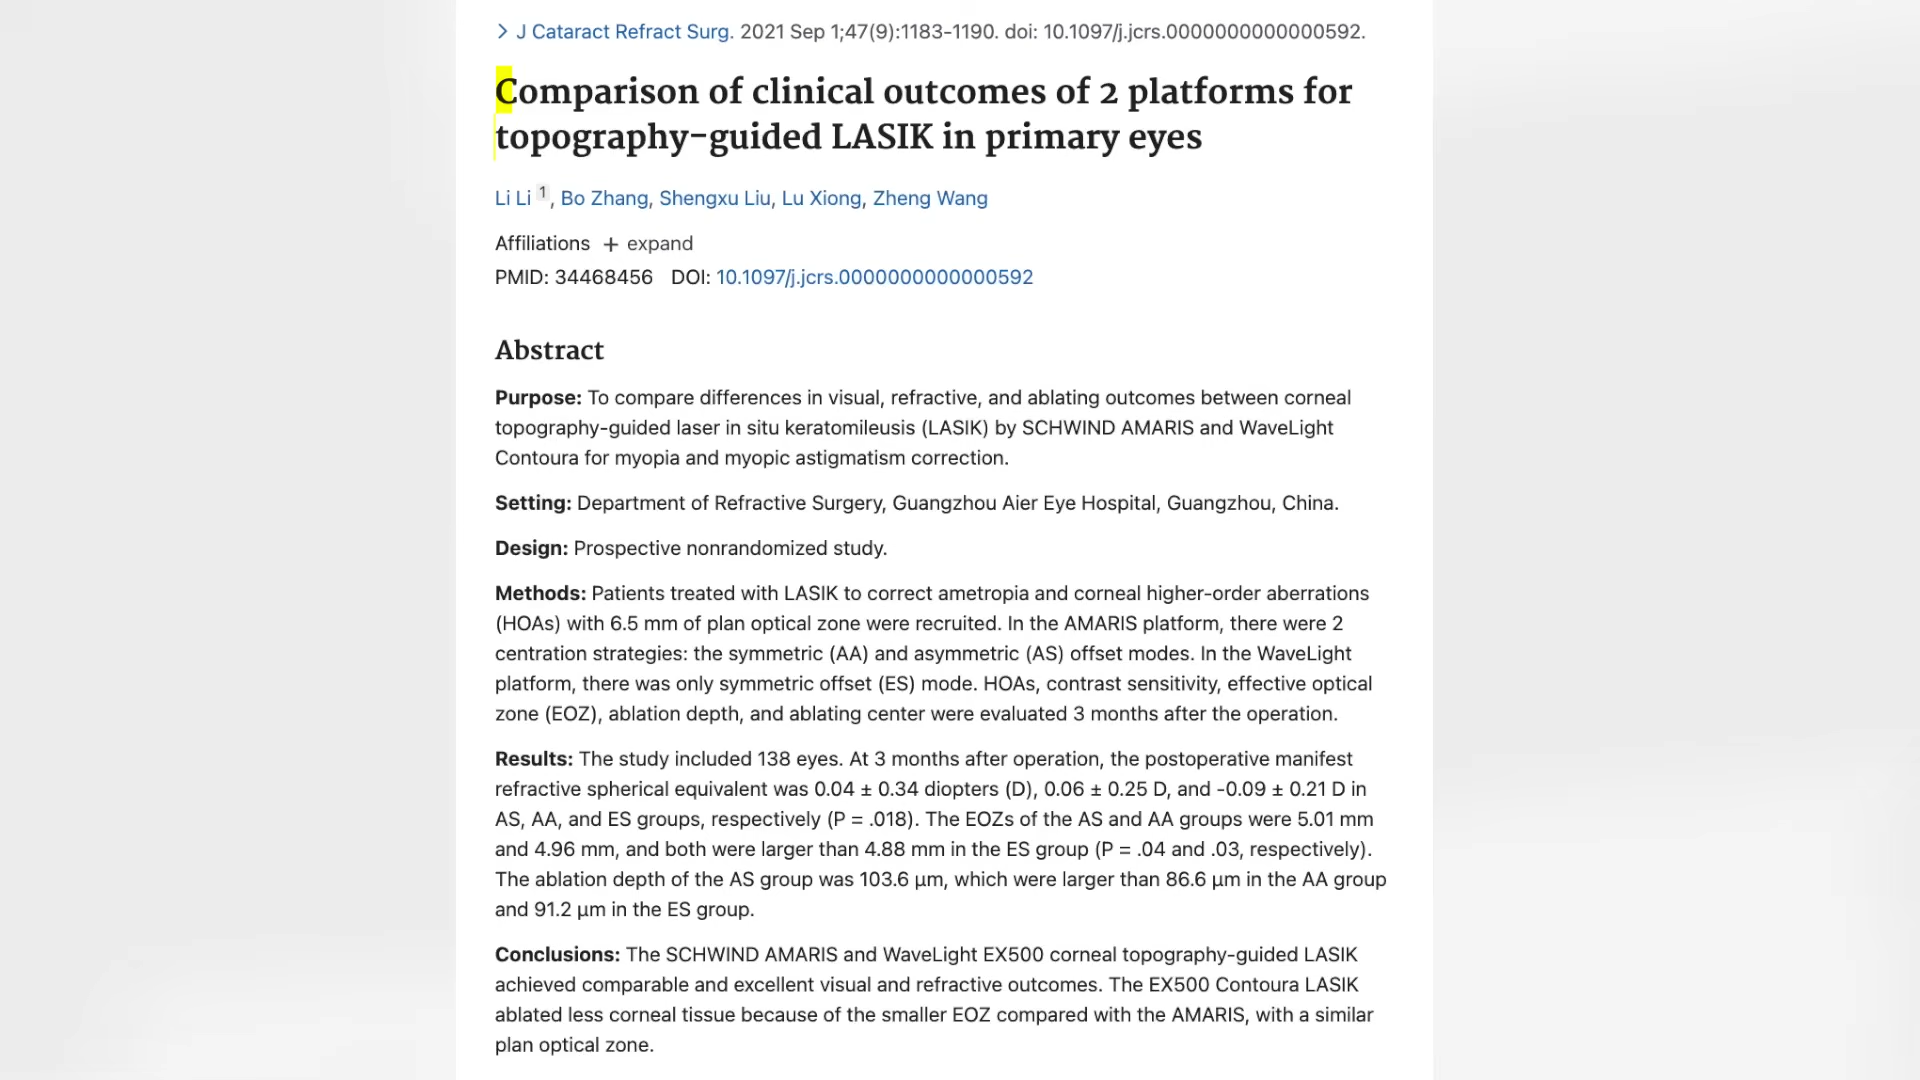 J Cataract Refract Surg. 2021 Sep 1;47(9):1183-1190. doi: 10.1097/j.jcrs.0000000000000592.
Comparison of clinical outcomes of 2 platforms for
topography-guided LASIK in primary eyes
Li Li 1, Bo Zhang, Shengxu Liu, Lu Xiong, Zheng Wang
Affiliations + expand
PMID: 34468456 DOI: 10.1097/j.jcrs.0000000000000592
Abstract
Purpose: To compare differences in visual, refractive, and ablating outcomes between corneal
topography-guided laser in situ keratomileusis (LASIK) by SCHWIND AMARIS and WaveLight
Contoura for myopia and myopic astigmatism correction.
Setting: Department of Refractive Surgery, Guangzhou Aier Eye Hospital, Guangzhou, China.
Design: Prospective nonrandomized study.
Methods: Patients treated with LASIK to correct ametropia and corneal higher-order aberrations
(HOAs) with 6.5 mm of plan optical zone were recruited. In the AMARIS platform, there were 2
centration strategies: the symmetric (AA) and asymmetric (AS) offset modes. In the WaveLight
platform, there was only symmetric offset (ES) mode. HOAs, contrast sensitivity, effective optical
zone (EOZ), ablation depth, and ablating center were evaluated 3 months after the operation.
Results: The study included 138 eyes. At 3 months after operation, the postoperative manifest
refractive spherical equivalent was 0.04 ± 0.34 diopters (D), 0.06 ± 0.25 D, and -0.09 ± 0.21 D in
AS, AA, and ES groups, respectively (P = .018). The EOZs of the AS and AA groups were 5.01 mm
and 4.96 mm, and both were larger than 4.88 mm in the ES group (P = .04 and .03, respectively).
The ablation depth of the AS group was 103.6 μm, which were larger than 86.6 μm in the AA group
and 91.2 μm in the ES group.
Conclusions: The SCHWIND AMARIS and WaveLight EX500 corneal topography-guided LASIK
achieved comparable and excellent visual and refractive outcomes. The EX500 Contoura LASIK
ablated less corneal tissue because of the smaller EOZ compared with the AMARIS, with a similar
plan optical zone.